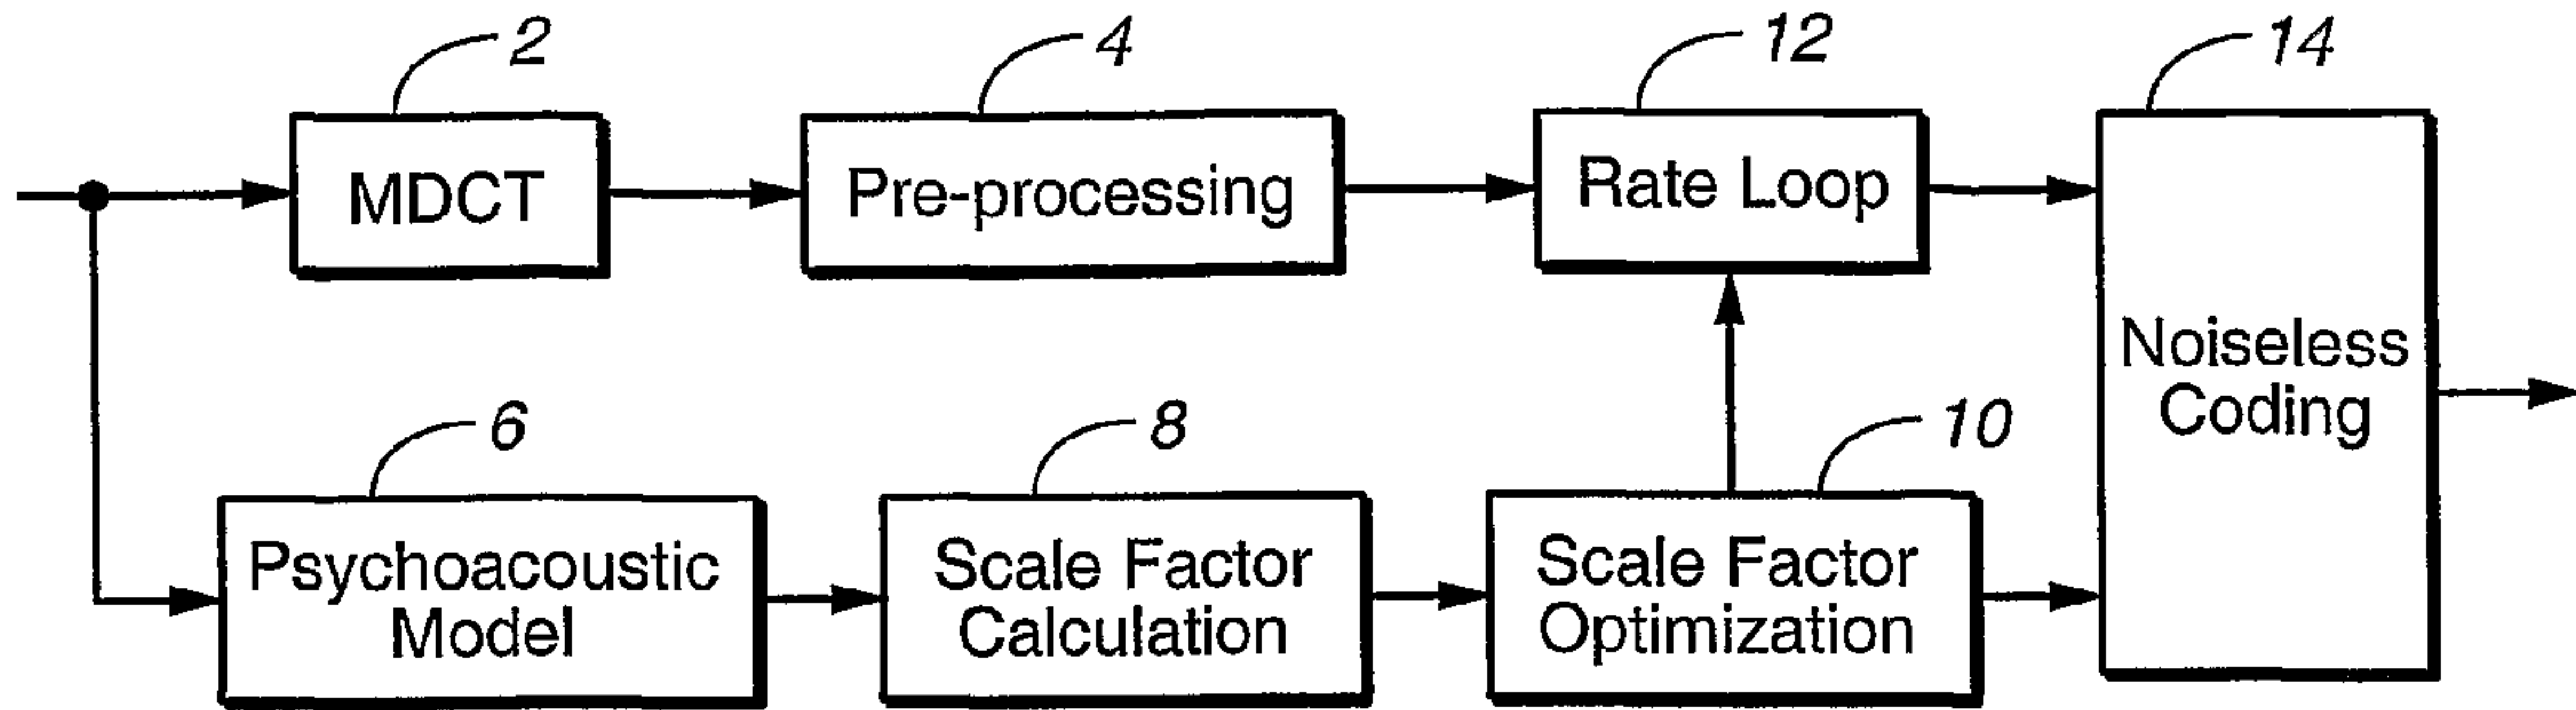 2
4
12
14
MDCT
Pre-processing
Rate Loop
Noiseless
Coding
6
8
10
Psychoacoustic
Model
Scale Factor
Calculation
Scale Factor
Optimization